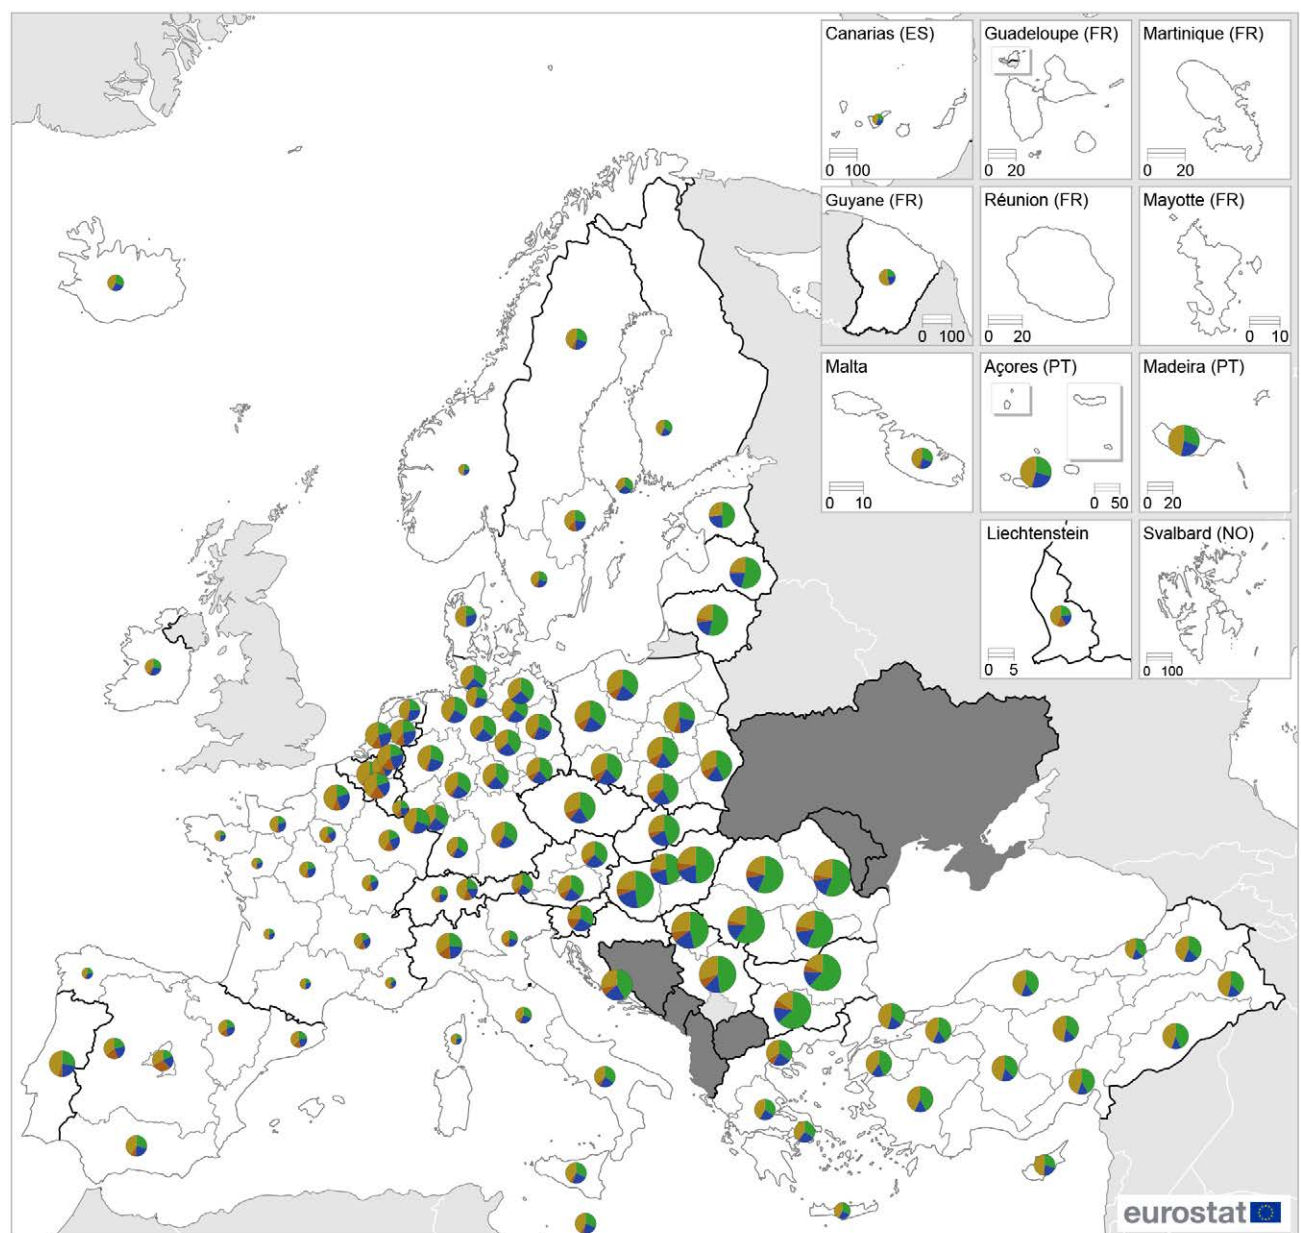 Canarias (ES)
0 100
Guadeloupe (FR)
0 20
Martinique (FR)
0 20
Guyane (FR)
0 100
Réunion (FR)
0 20
Mayotte (FR)
0 10
Malta
0 10
Açores (PT)
0 50
Madeira (PT)
0 20
Liechtenstein
0 5
Svalbard (NO)
0 100
eurostat